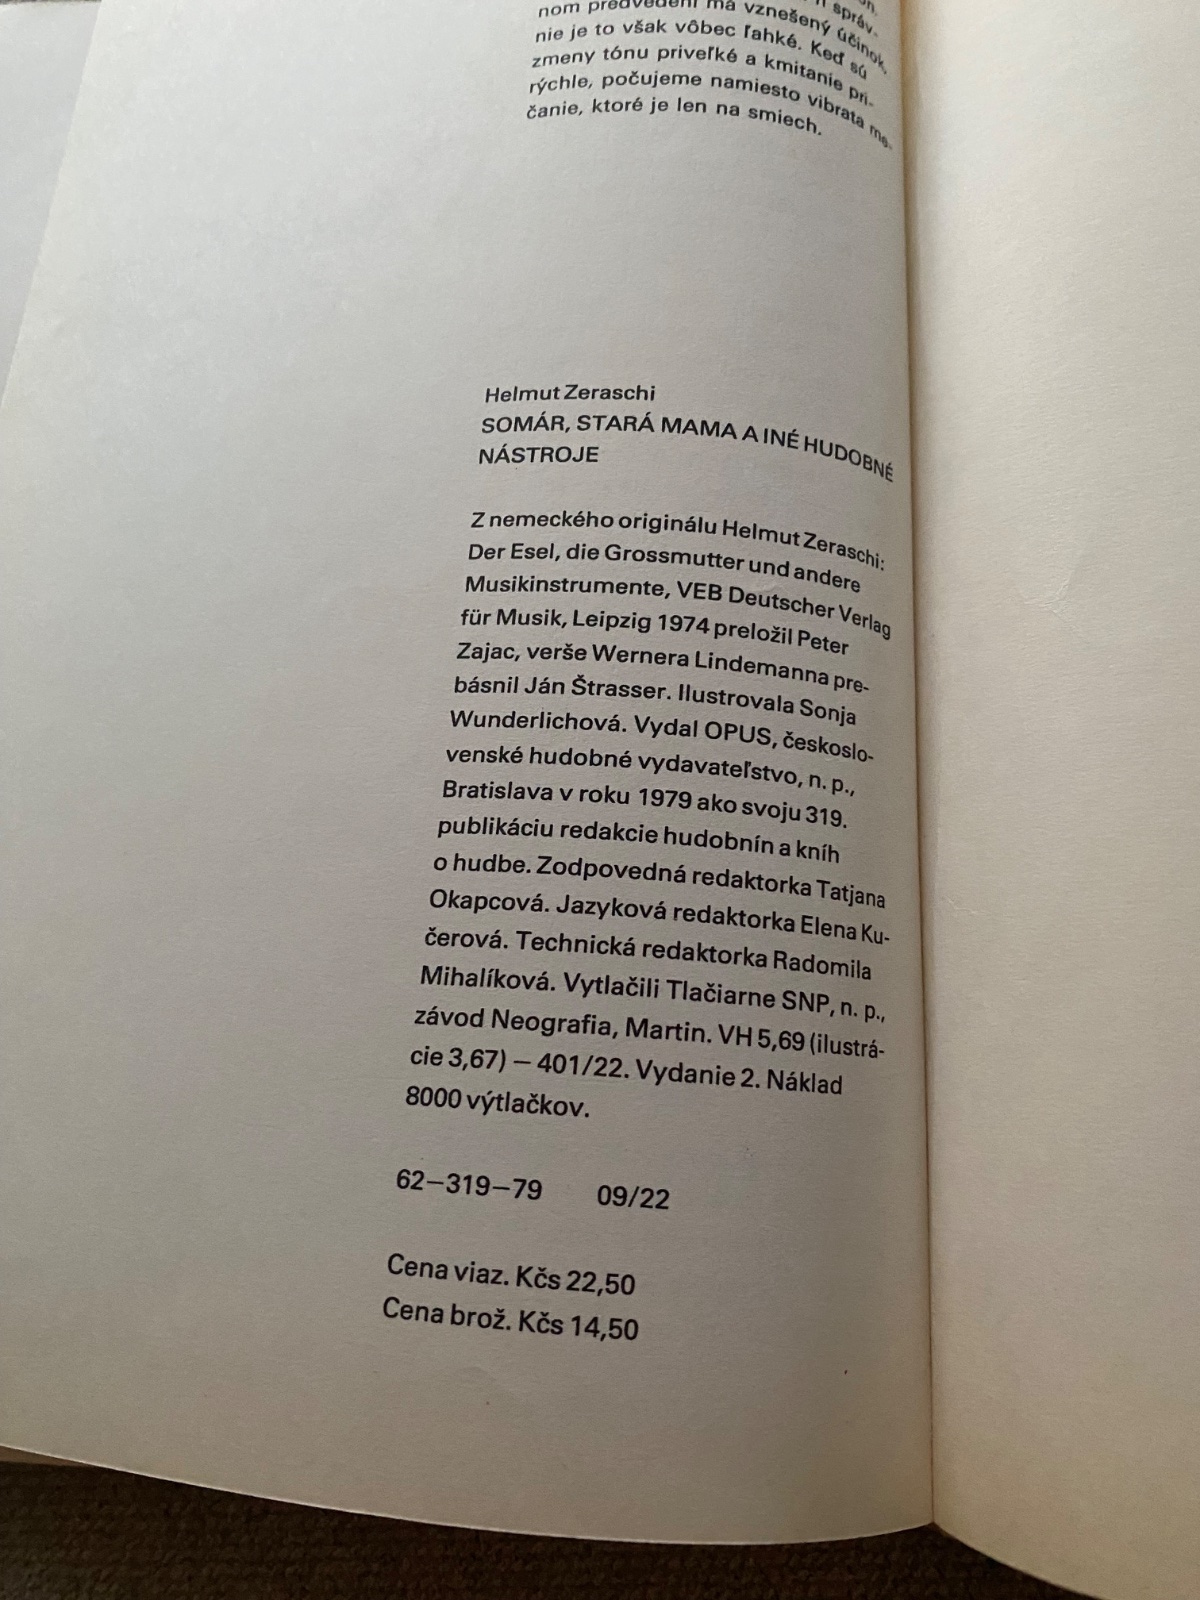 nom predvedení má vznešený účinok,
nie je to však vôbec ľahké. Keď sú
zmeny tónu priveľké a kmitanie pri-
rýchle, počujeme namiesto vibrata me-
čanie, ktoré je len na smiech.
Helmut Zeraschi
SOMÁR, STARÁ MAMA A INÉ HUDOBNÉ
NÁSTROJE
Z nemeckého originálu Helmut Zeraschi:
Der Esel, die Grossmutter und andere
Musikinstrumente, VEB Deutscher Verlag
für Musik, Leipzig 1974 preložil Peter
Zajac, verše Wernera Lindemanna pre-
básnil Ján Štrasser. Ilustrovala Sonja
Wunderlichová. Vydal OPUS, českoslo-
venské hudobné vydavateľstvo, n. p.,
Bratislava v roku 1979 ako svoju 319.
publikáciu redakcie hudobnín a kníh
o hudbe. Zodpovedná redaktorka Tatjana
Okapcová. Jazyková redaktorka Elena Ku-
čerová. Technická redaktorka Radomila
Mihalíková. Vytlačili Tlačiarne SNP, n. p.,
závod Neografia, Martin. VH 5,69 (ilustrá-
cie 3,67) – 401/22. Vydanie 2. Náklad
8000 výtlačkov.
62–319–79 09/22
Cena viaz. Kčs 22,50
Cena brož. Kčs 14,50